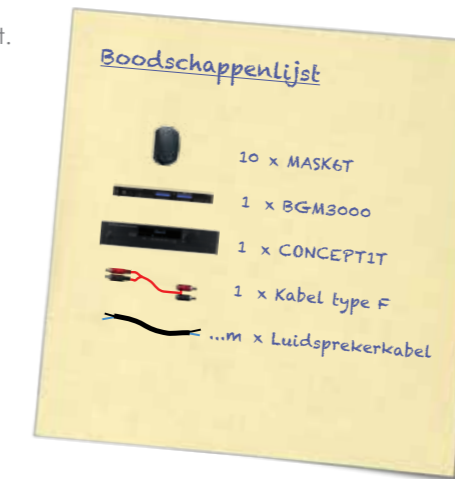 t.
Boodschappenlijst
10 x MASK6T
1 x BGM3000
1 x CONCEPT1T
1 x Kabel type F
...m x Luidsprekerkabel